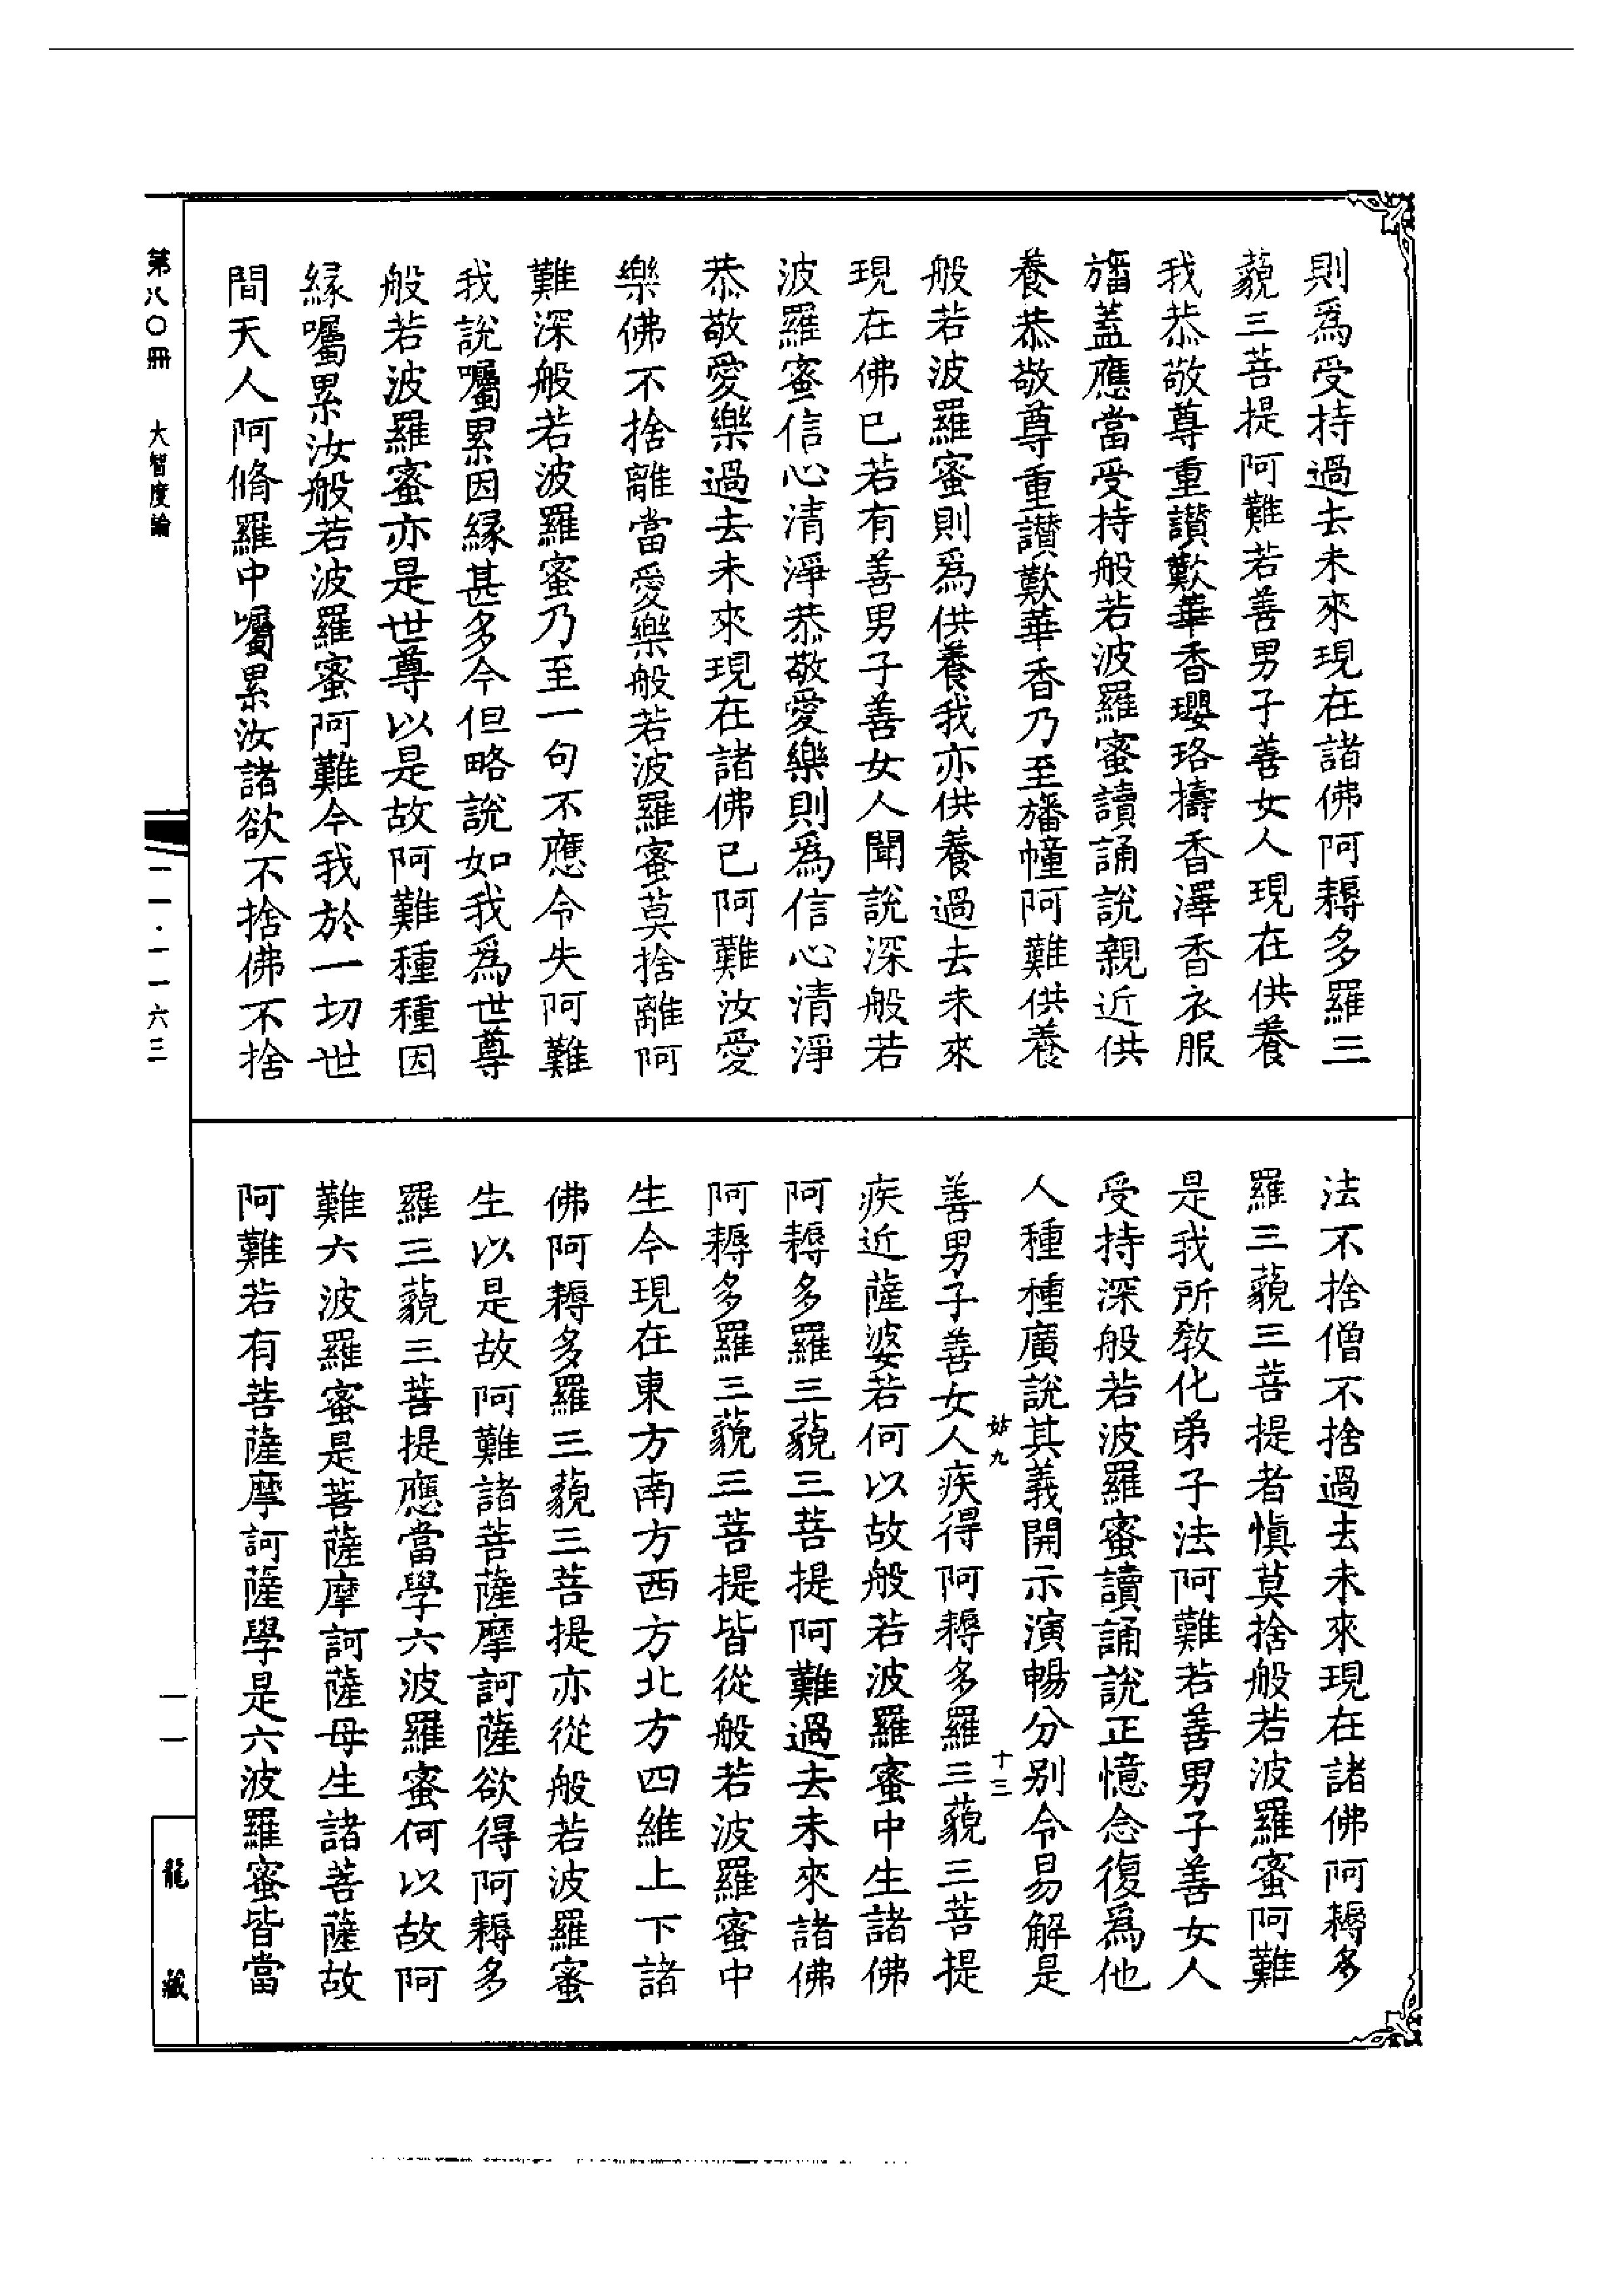 則爲受持過去未來現在諸佛阿耨多羅三
藐三菩提阿難若善男子善女人現在供養
我恭敬尊重讃歎華香瓔珞擣香澤香衣服
旛蓋應當受持般若波羅蜜讀誦說親近供
養恭敬尊重讃歎華香乃至旛幢阿難供養
般若波羅蜜則爲供養我亦供養過去未來
現在佛已若有善男子善女人聞說深般若
波羅蜜信心清淨恭敬愛樂則爲信心清淨
恭敬愛樂過去未來現在諸佛已阿難汝愛
樂佛不捨離當愛樂般若波羅蜜莫捨離阿
難深般若波羅蜜乃至一句不應令失阿難
我說囑累因緣甚多今但略說如我爲世尊
般若波羅蜜亦是世尊以是故阿難種種因
緣囑累汝般若波羅蜜阿難今我於一切世
間天人阿脩羅中囑累汝諸欲不捨佛不捨
法不捨僧不捨過去未來現在諸佛阿耨多
羅三藐三菩提者慎莫捨般若波羅蜜阿難
是我所教化弟子法阿難若善男子善女人
受持深般若波羅蜜讀誦說正憶念復爲他
人種種廣說其義開示演暢分别令易解是
姑九 十三
善男子善女人疾得阿耨多羅三藐三菩提
疾近薩婆若何以故般若波羅蜜中生諸佛
阿耨多羅三藐三菩提阿難過去未來諸佛
阿耨多羅三藐三菩提皆從般若波羅蜜中
生今現在東方南方西方北方四維上下諸
佛阿耨多羅三藐三菩提亦從般若波羅蜜
生以是故阿難諸菩薩摩訶薩欲得阿耨多
羅三藐三菩提應當學六波羅蜜何以故阿
難六波羅蜜是菩薩摩訶薩母生諸菩薩故
阿難若有菩薩摩訶薩學是六波羅蜜皆當
第八〇冊 大智度論 一一·一一六三
一一
龍藏